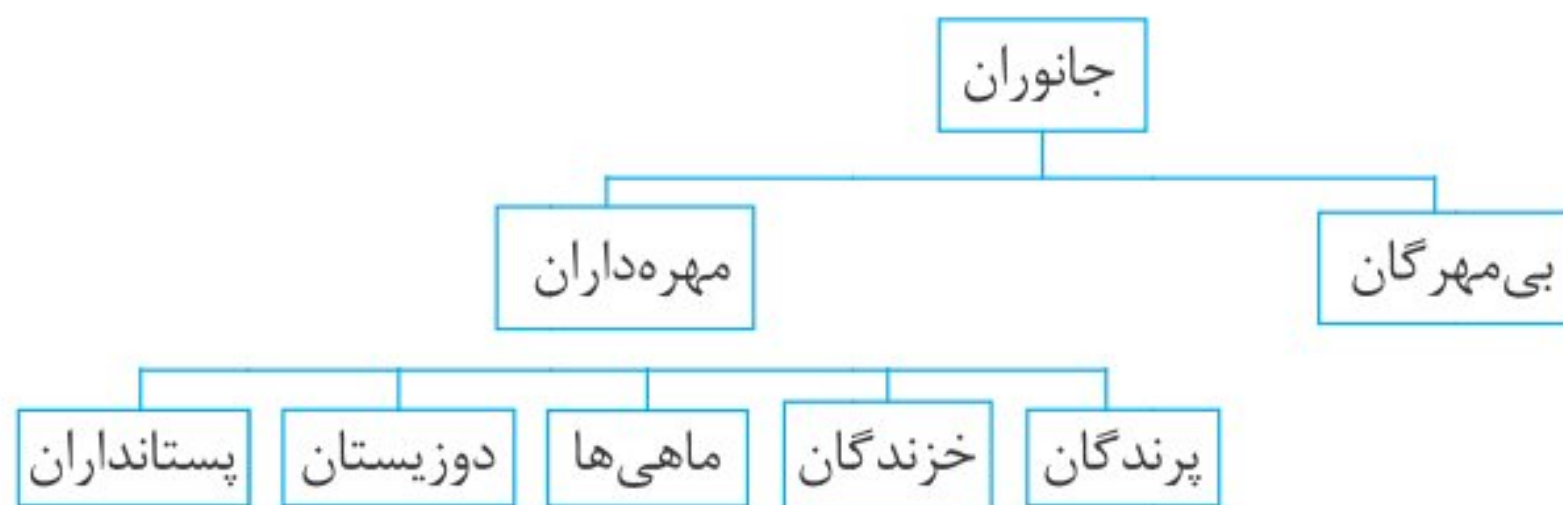 جانوران
بی‌مهرگان
مهره‌داران
پرندگان
خزندگان
ماهی‌ها
دوزیستان
پستانداران